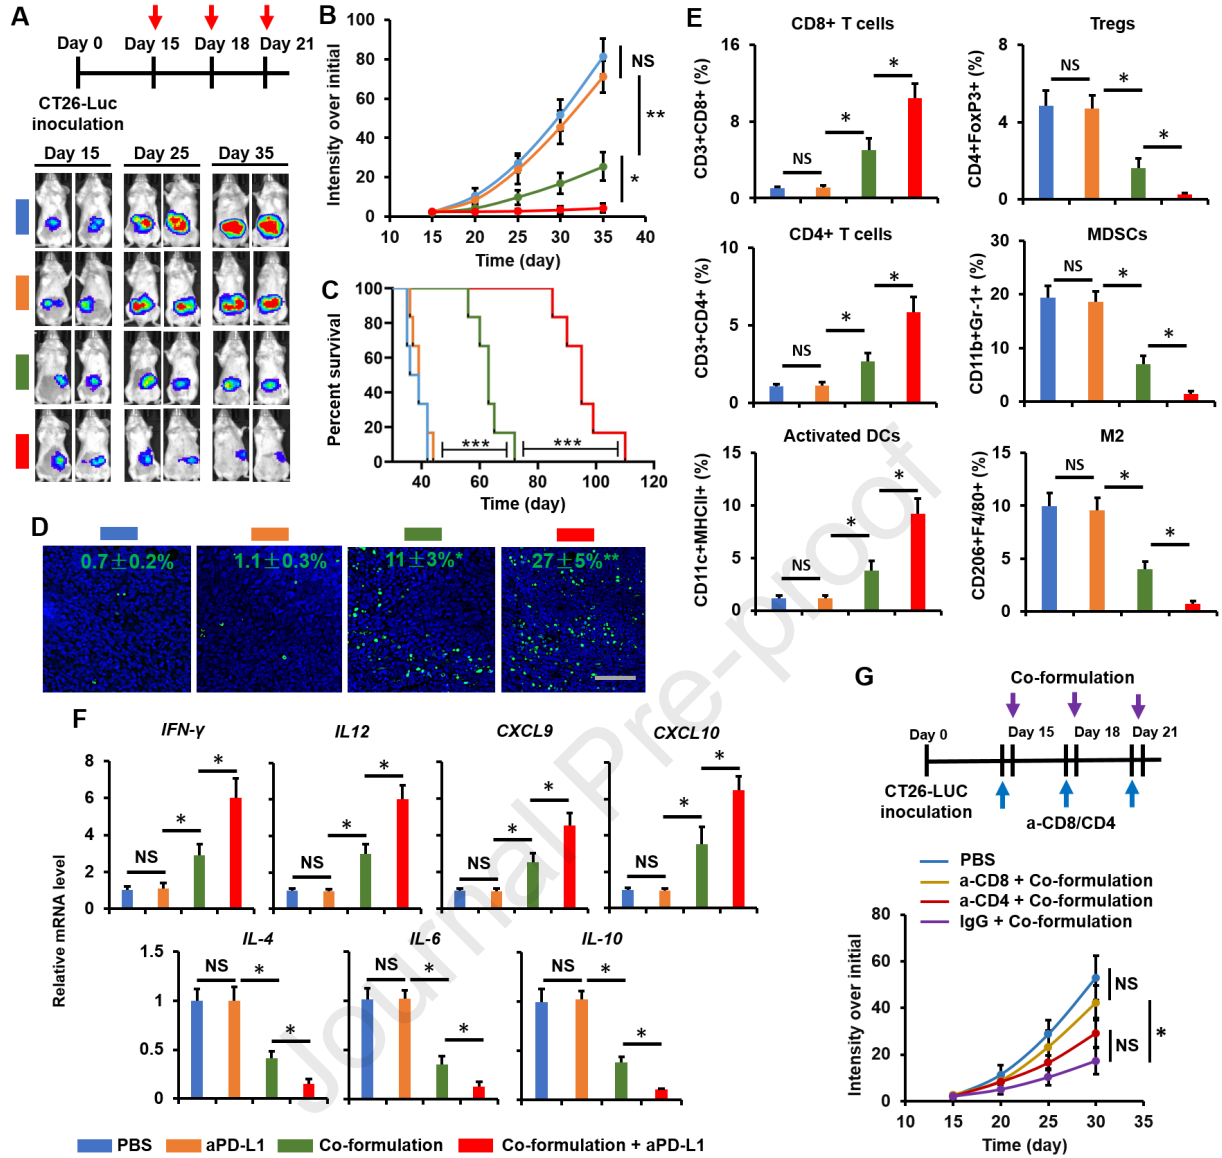 A
Day 0
Day 15
Day 18
Day 21
CT26-Luc
inoculation
Day 15
Day 25
Day 35
B
Intensity over initial
100
80
60
40
20
0
10
15
20
25
30
35
40
Time (day)
NS
**
*
C
Percent survival
100
80
60
40
20
0
40
60
80
100
120
Time (day)
***
***
D
0.7±0.2%
1.1±0.3%
11±3%*
27±5%**
E
CD8+ T cells
CD3+CD8+ (%)
16
8
0
NS
*
*
Tregs
CD4+FoxP3+ (%)
8
4
0
NS
*
*
CD4+ T cells
CD3+CD4+ (%)
10
5
0
NS
*
*
MDSCs
CD11b+Gr-1+ (%)
30
20
10
0
NS
*
*
Activated DCs
CD11c+MHCII+ (%)
15
10
5
0
NS
*
*
M2
CD206+F4/80+ (%)
15
10
5
0
NS
*
*
F
Relative mRNA level
IFN-γ
8
6
4
2
0
NS
*
*
IL12
NS
*
*
CXCL9
NS
*
*
CXCL10
NS
*
*
IL-4
1.5
1
0.5
0
NS
*
*
IL-6
NS
*
*
IL-10
NS
*
*
PBS
aPD-L1
Co-formulation
Co-formulation + aPD-L1
G
Co-formulation
Day 0
Day 15
Day 18
Day 21
CT26-LUC
inoculation
a-CD8/CD4
PBS
a-CD8 + Co-formulation
a-CD4 + Co-formulation
IgG + Co-formulation
Intensity over initial
80
60
40
20
0
10
15
20
25
30
35
Time (day)
NS
NS
*
Journal Pre-proof